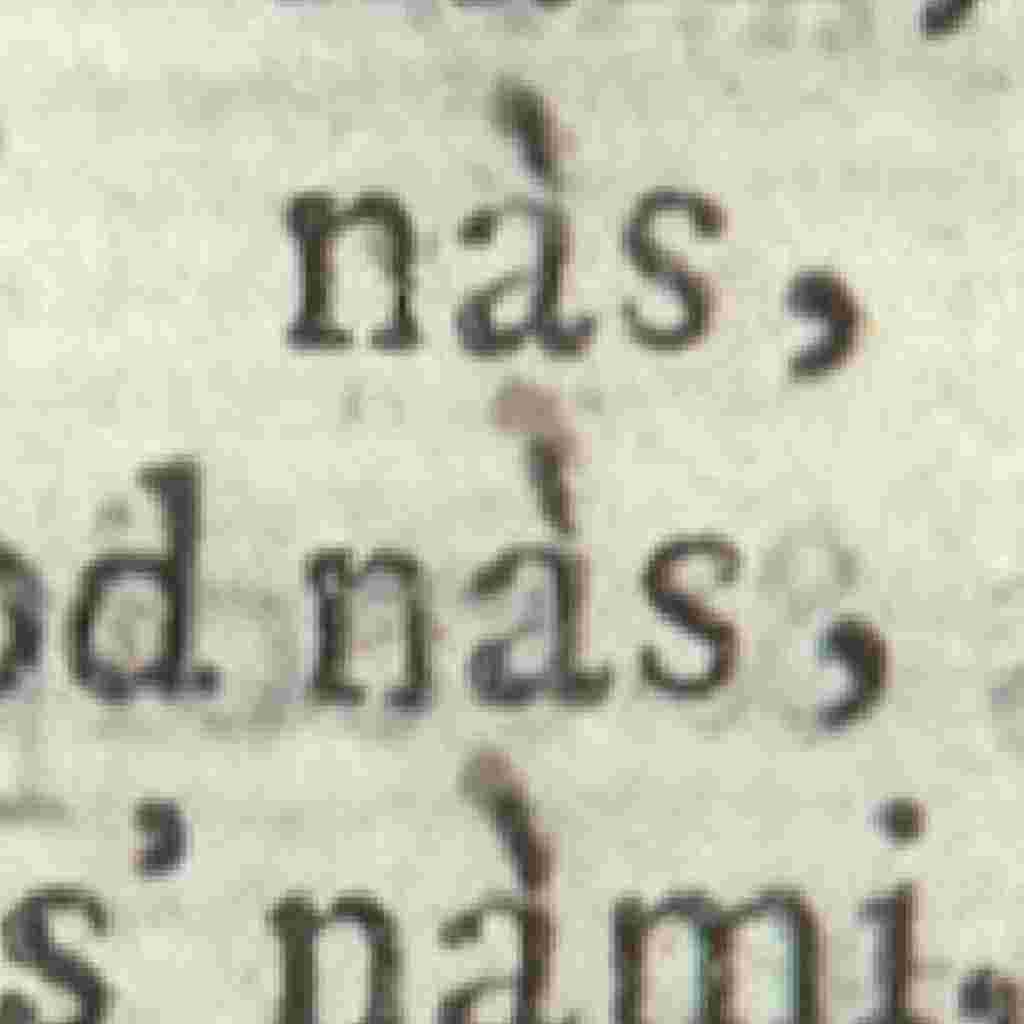 nàs,
od nàs,
s' nàmi,